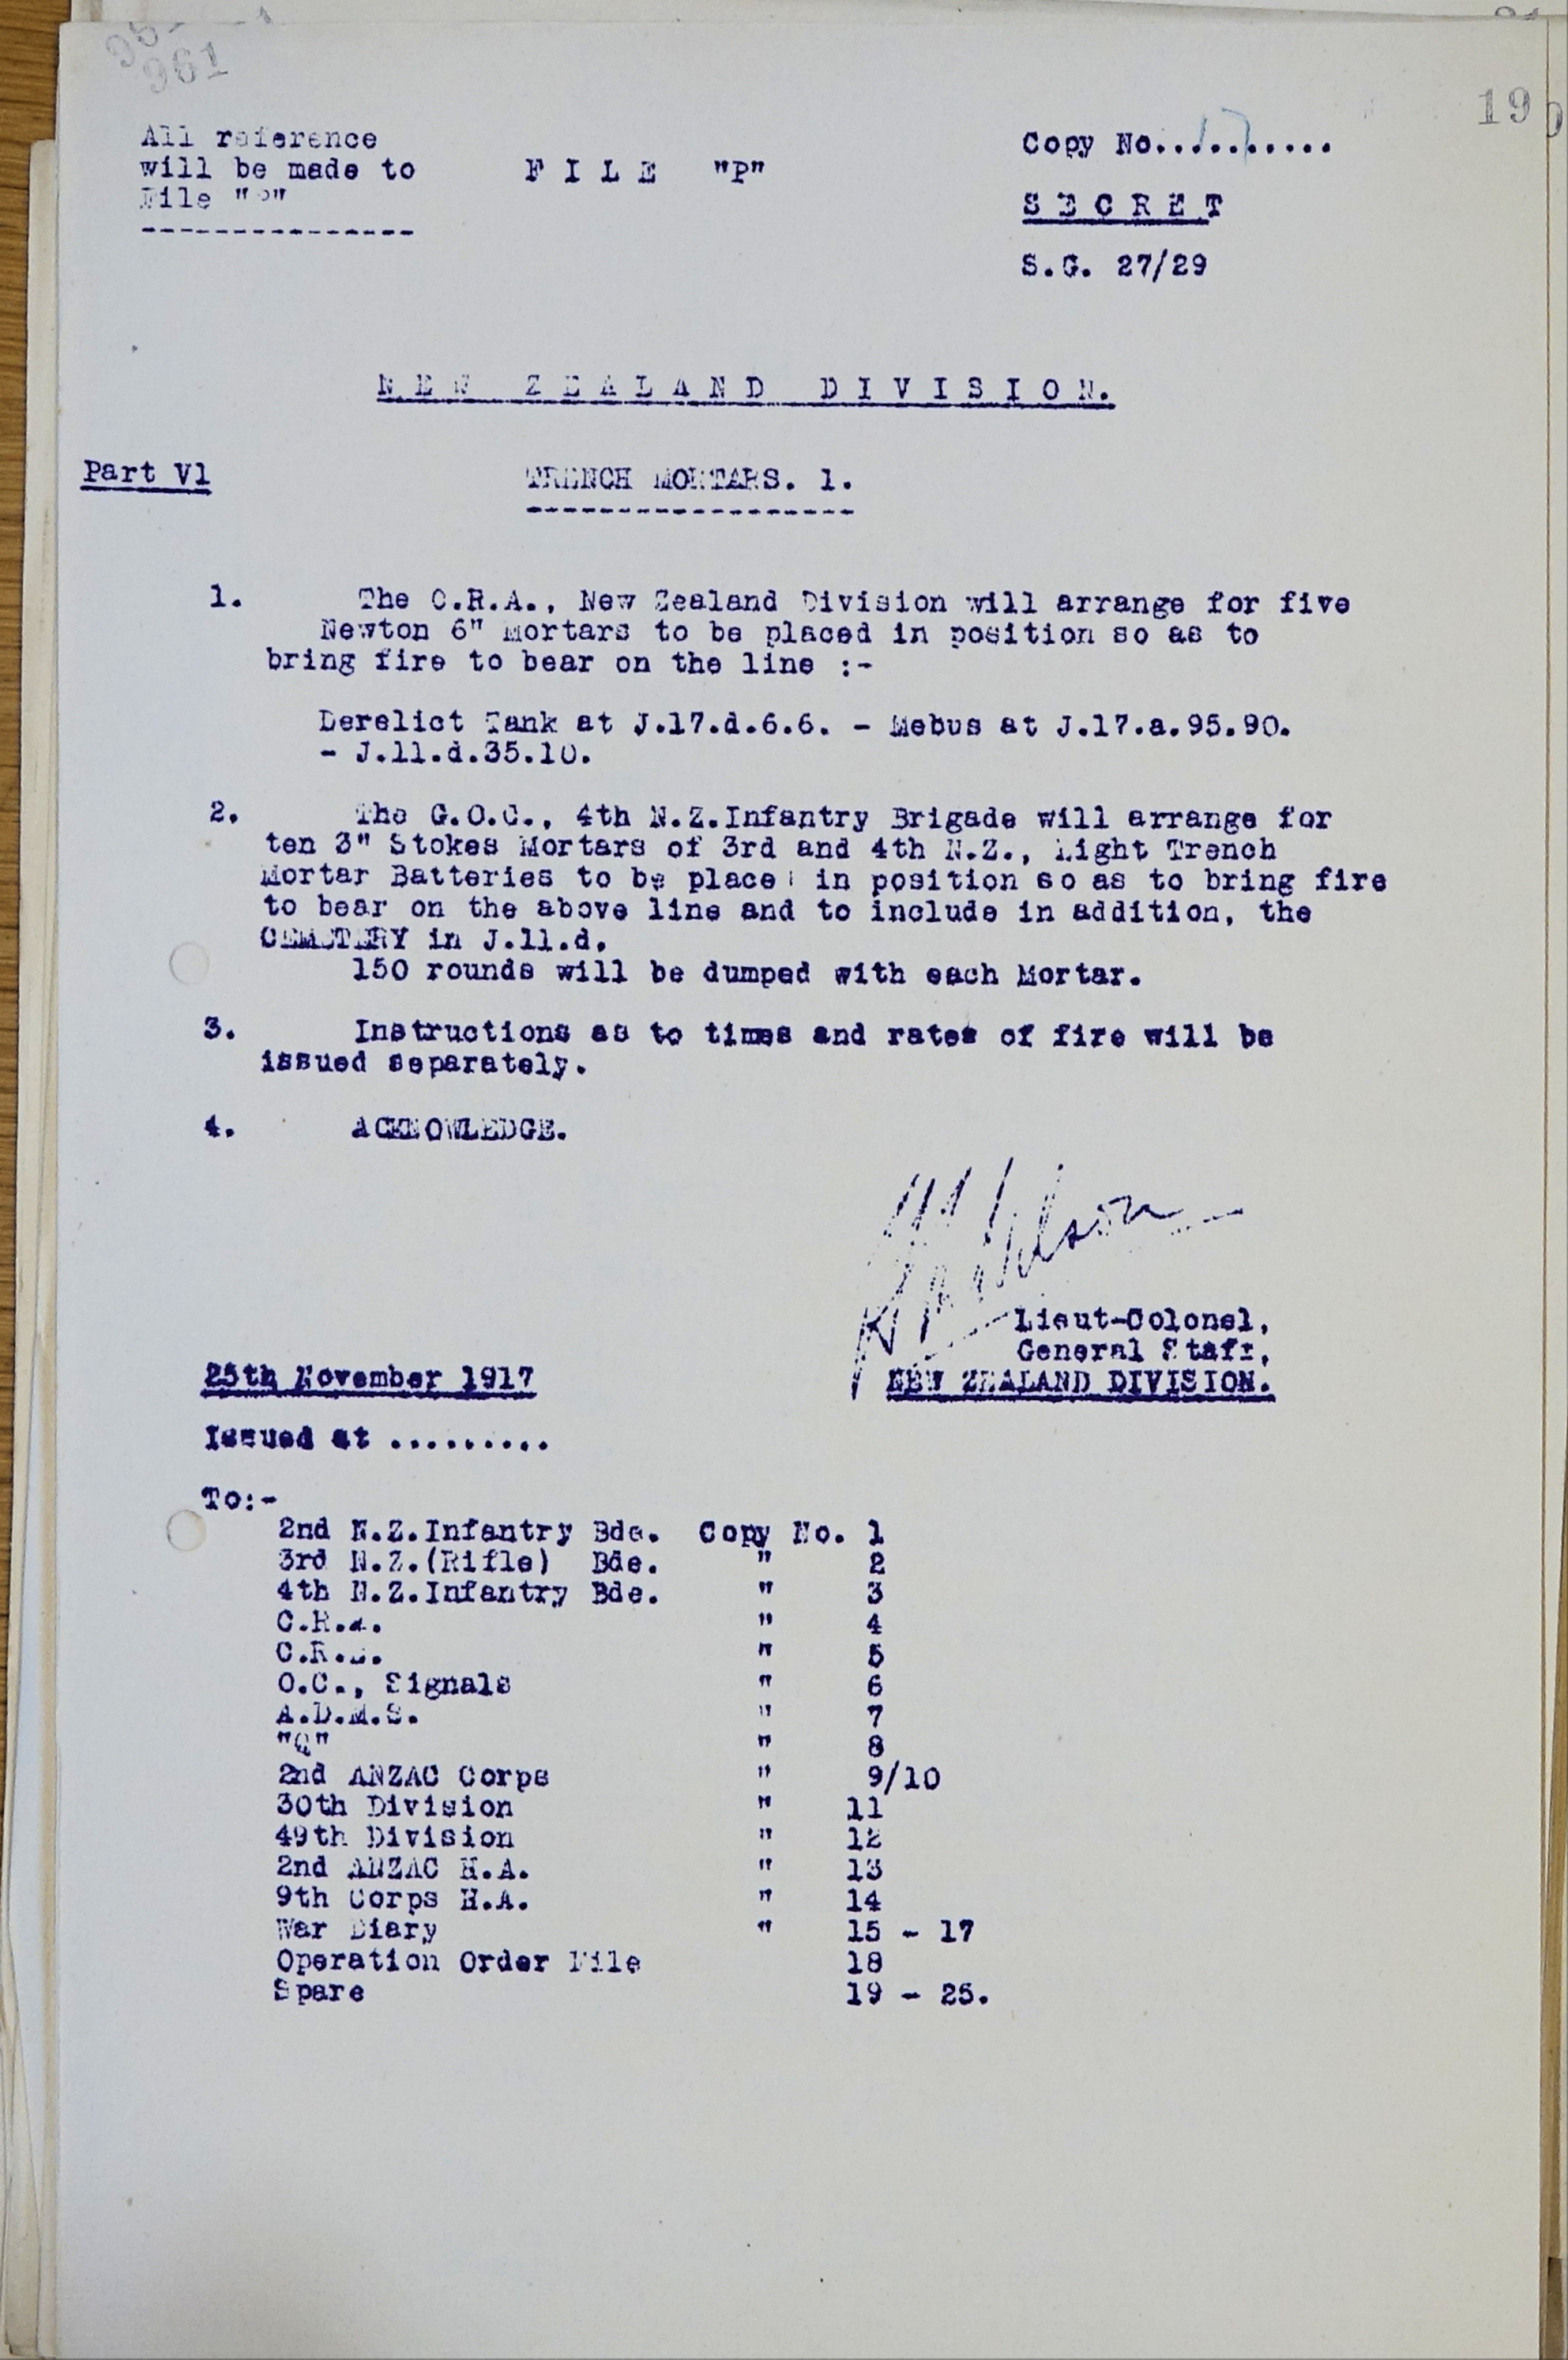 961
190
All reference
will be made to
File "P"
F I L E "P"
Copy No. 17
S E C R E T
S.G. 27/29
N E W Z E A L A N D D I V I S I O N.
Part V1
TRENCH MORTARS. 1.
1. The C.R.A., New Zealand Division will arrange for five
Newton 6" Mortars to be placed in position so as to
bring fire to bear on the line :-
Derelict Tank at J.17.d.6.6. - Mebus at J.17.a.95.90.
- J.11.d.35.10.
2. The G.O.C., 4th N.Z.Infantry Brigade will arrange for
ten 3" Stokes Mortars of 3rd and 4th N.Z., Light Trench
Mortar Batteries to be placed in position so as to bring fire
to bear on the above line and to include in addition, the
CEMETERY in J.11.d.
150 rounds will be dumped with each Mortar.
3. Instructions as to times and rates of fire will be
issued separately.
4. ACKNOWLEDGE.
Lieut-Colonel,
General Staff,
NEW ZEALAND DIVISION.
25th November 1917
Issued at .........
To:-
2nd N.Z.Infantry Bde. Copy No. 1
3rd N.Z.(Rifle) Bde. " 2
4th N.Z.Infantry Bde. " 3
C.R.A. " 4
C.R.E. " 5
O.C., Signals " 6
A.D.M.S. " 7
"Q" " 8
2nd ANZAC Corps " 9/10
30th Division " 11
49th Division " 12
2nd ANZAC H.A. " 13
9th Corps H.A. " 14
War Diary " 15 - 17
Operation Order File 18
Spare 19 - 25.